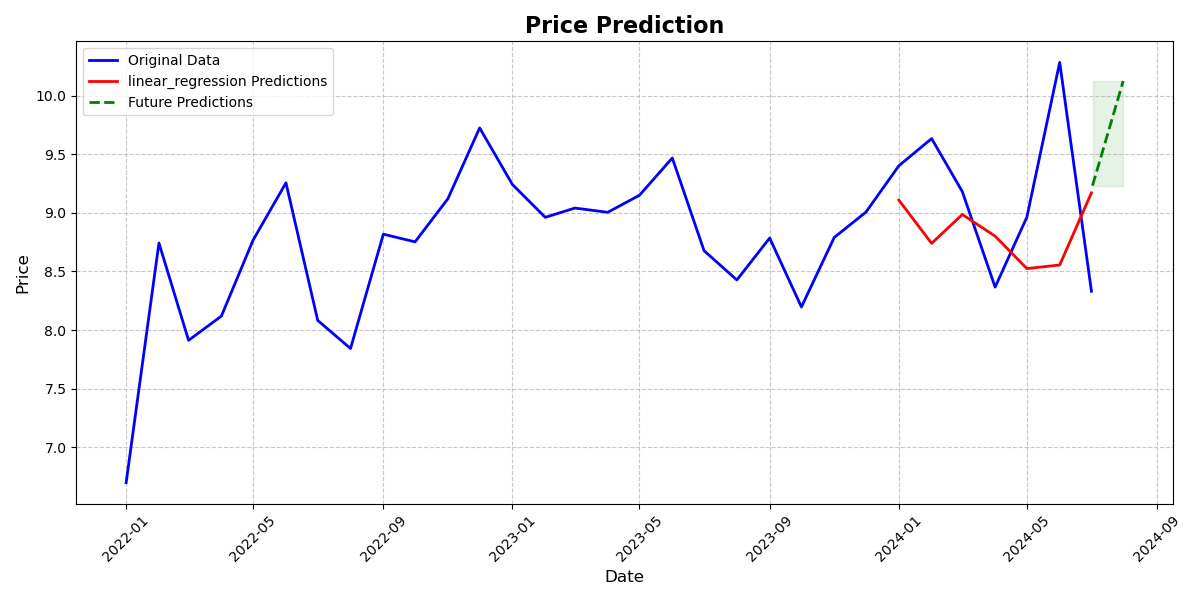 Price Prediction
Original Data
linear_regression Predictions
Future Predictions
Price
10.0
9.5
9.0
8.5
8.0
7.5
7.0
2022-01
2022-05
2022-09
2023-01
2023-05
2023-09
2024-01
2024-05
2024-09
Date